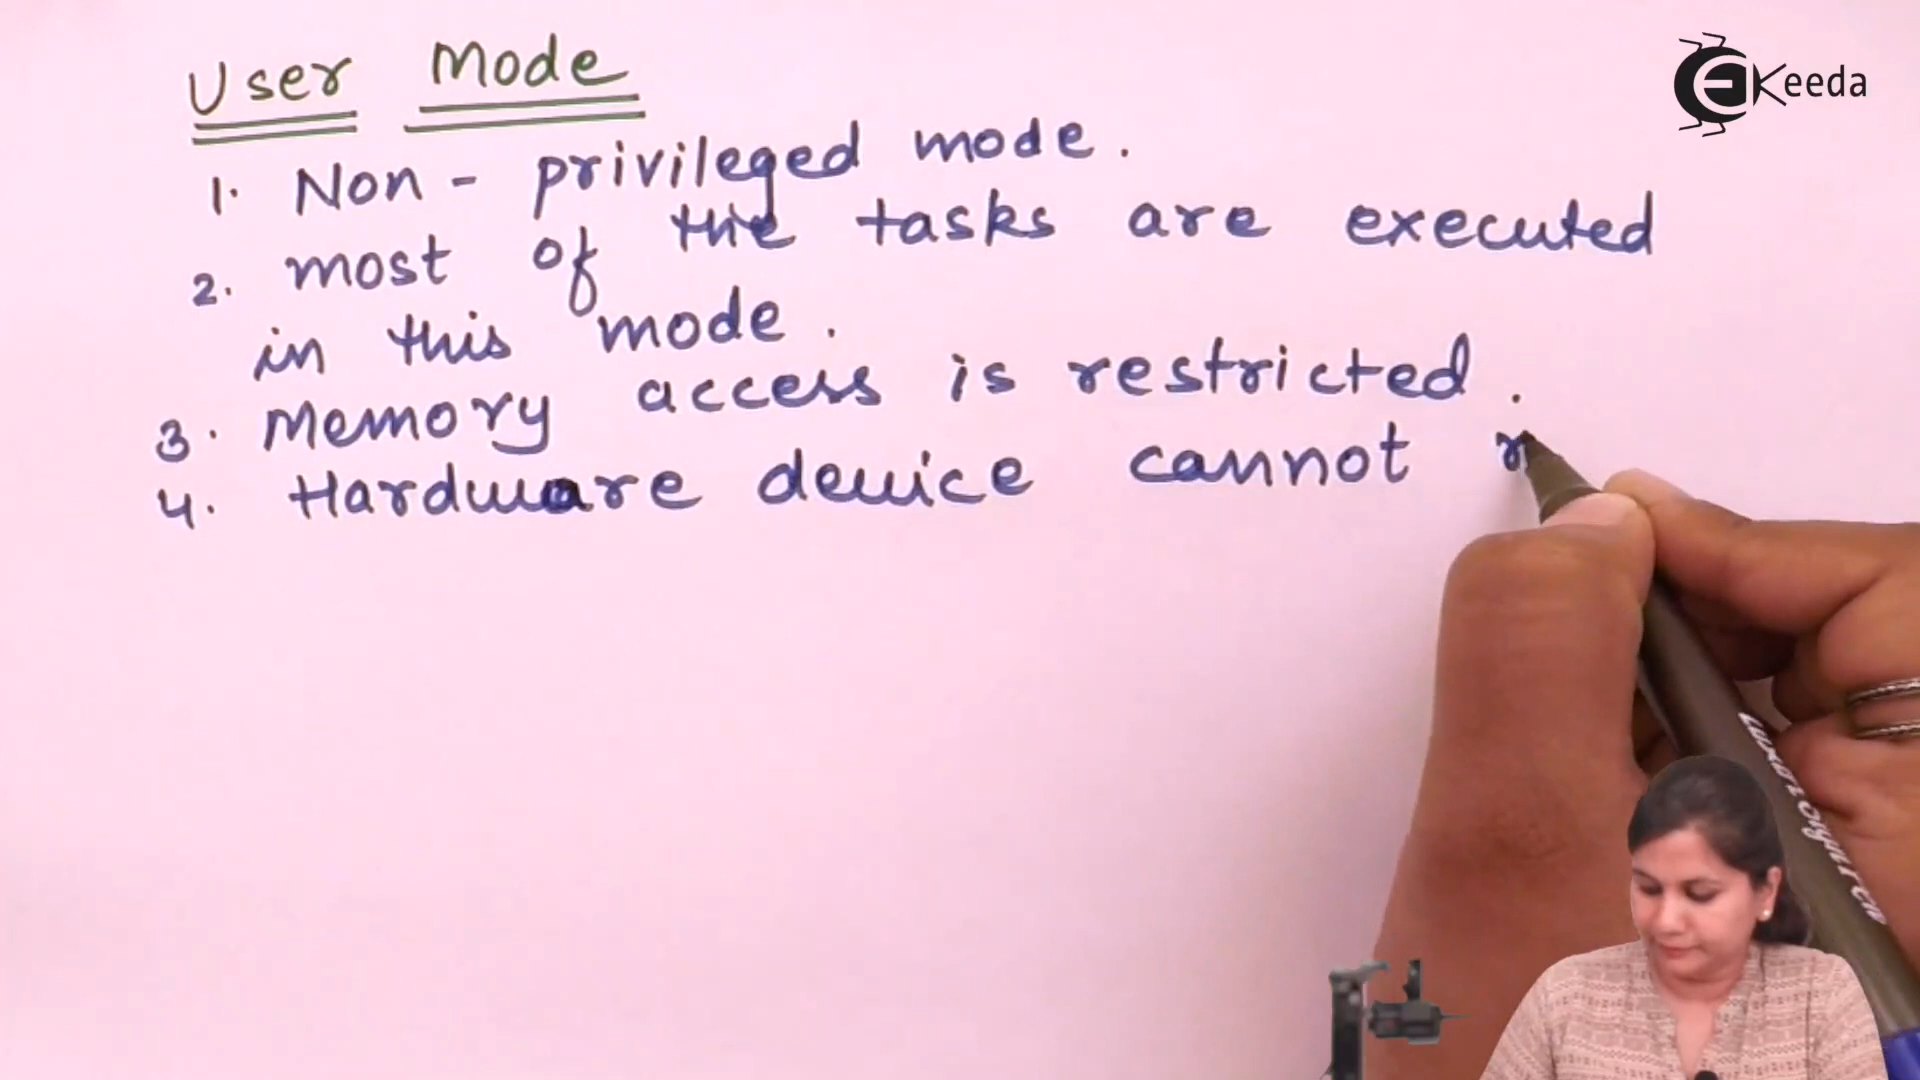 EKeeda
User Mode
1. Non - privileged mode.
2. most of the tasks are executed
in this mode.
3. Memory access is restricted.
4. Hardware device cannot r